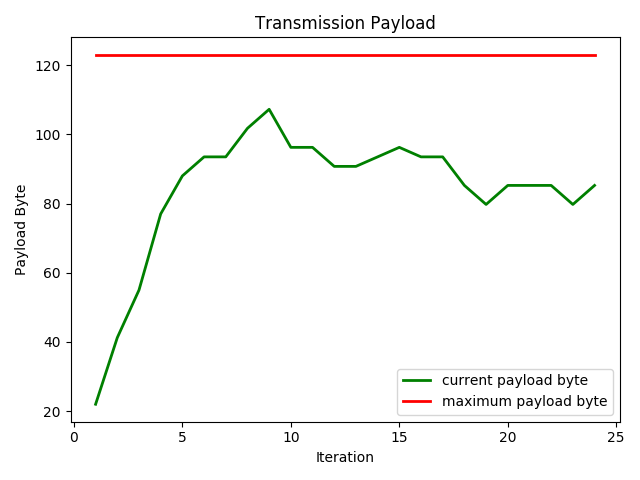 Transmission Payload
Payload Byte
120
100
80
60
40
20
0
5
10
15
20
25
Iteration
current payload byte
maximum payload byte